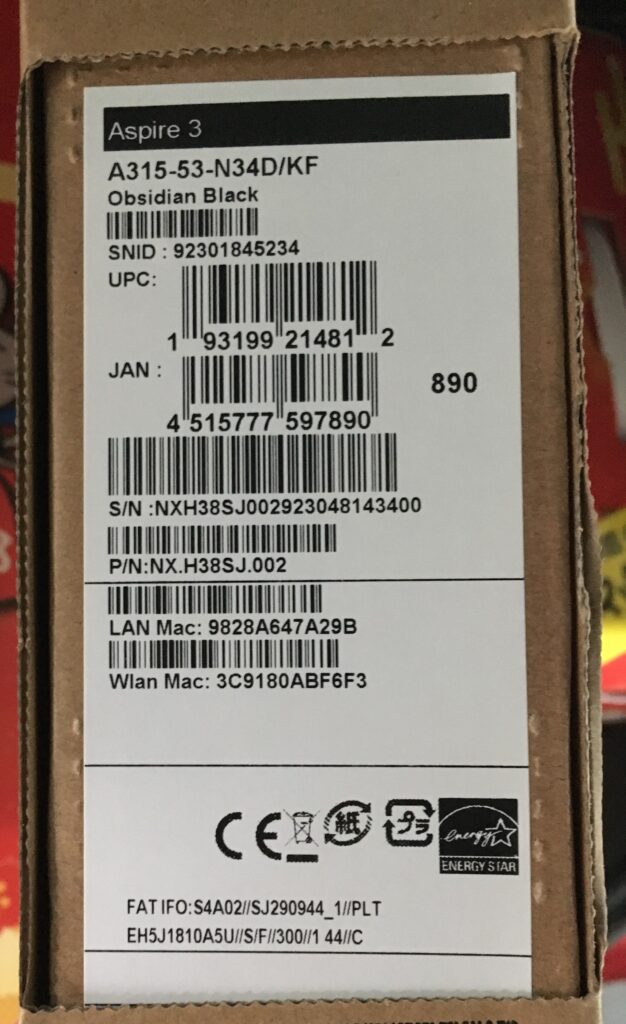 Aspire 3
A315-53-N34D/KF
Obsidian Black
SNID : 92301845234
UPC:
1 93199 21481 2
JAN :
4 515777 597890
890
S/N :NXH38SJ002923048143400
P/N:NX.H38SJ.002
LAN Mac: 9828A647A29B
Wlan Mac: 3C9180ABF6F3
CE 紙 プラ energy
ENERGY STAR
FAT IFO:S4A02//SJ290944_1//PLT
EH5J1810A5U//S/F//300//1 44//C